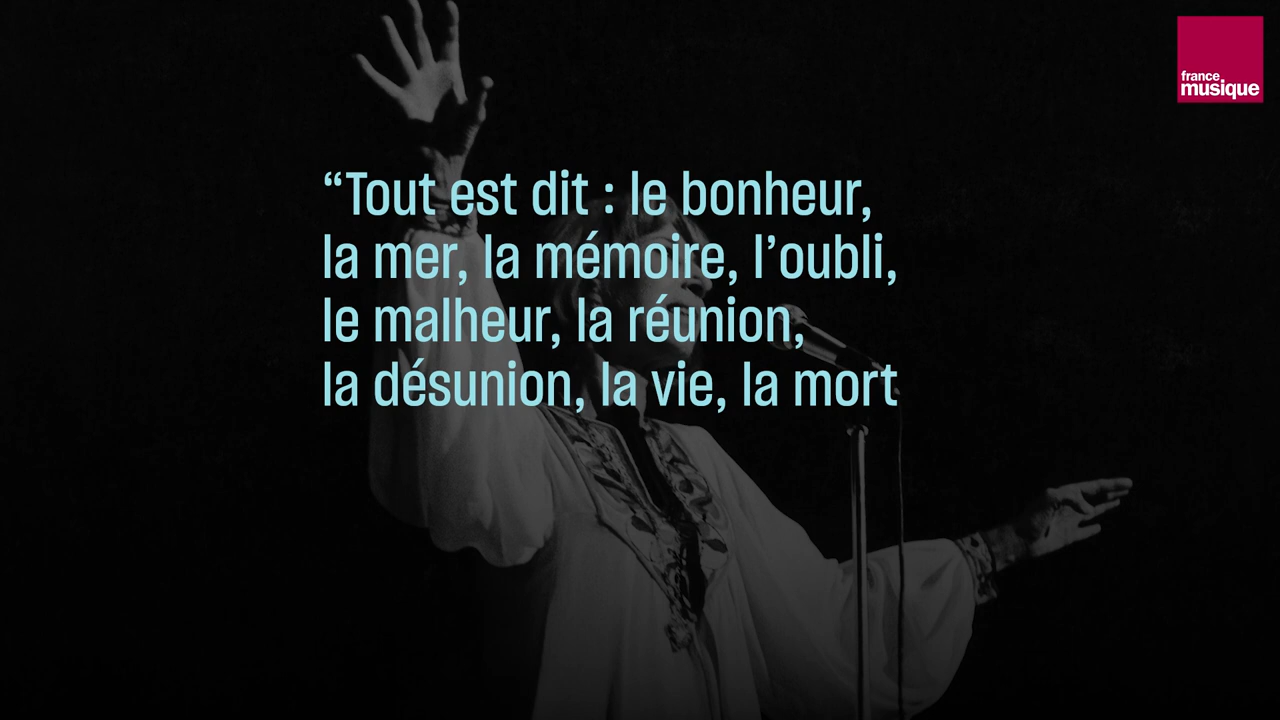 france
musique
“Tout est dit : le bonheur,
la mer, la mémoire, l’oubli,
le malheur, la réunion,
la désunion, la vie, la mort